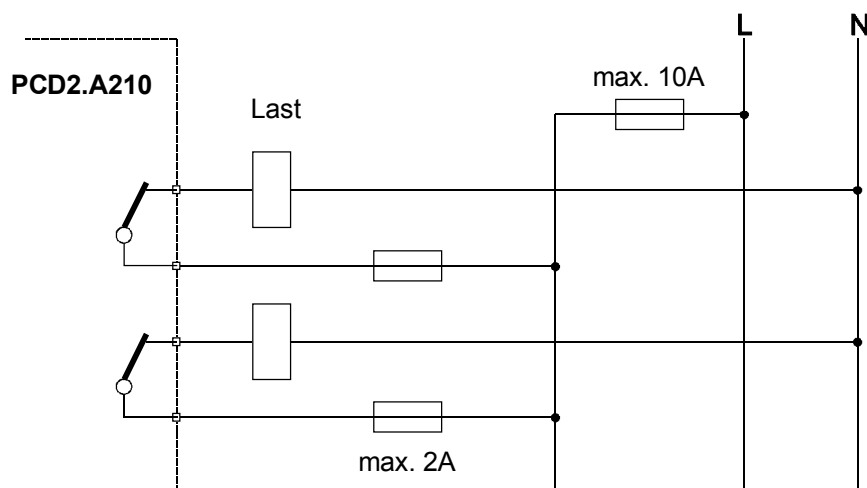 L
N
PCD2.A210
max. 10A
Last
max. 2A